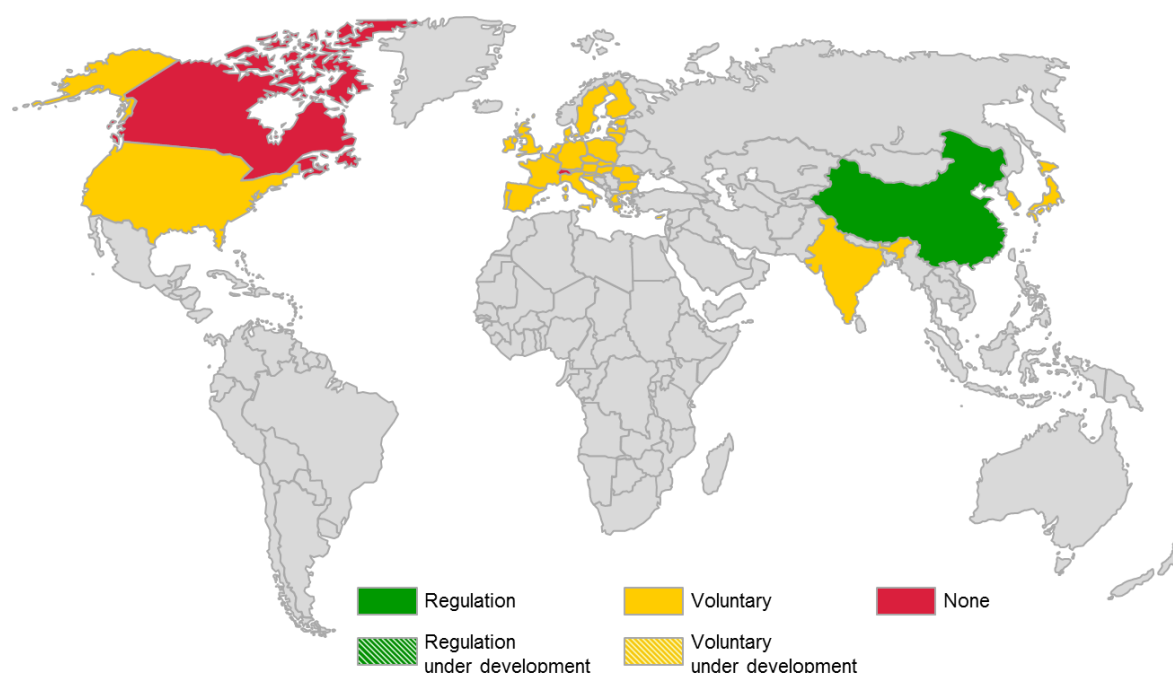 Regulation
Voluntary
None
Regulation
under development
Voluntary
under development